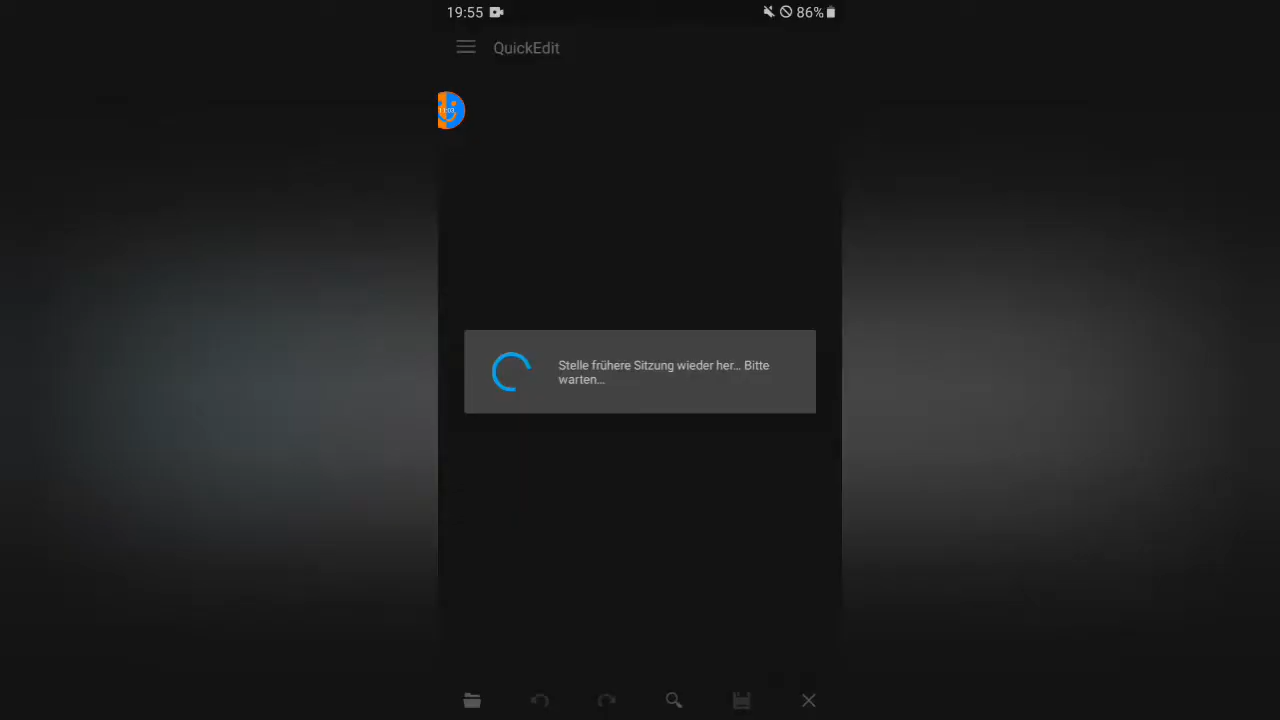 19:55
86%
QuickEdit
Stelle frühere Sitzung wieder her... Bitte
warten...